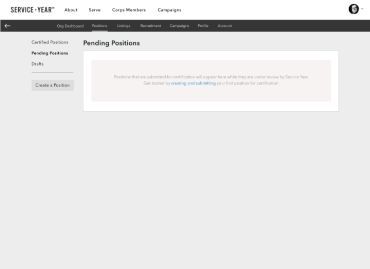 SERVICE★YEAR™ About Serve Corps Members Campaigns
Org Dashboard Positions Listings Recruitment Campaigns Profile Account
Certified Positions
Pending Positions
Drafts
Create a Position
Pending Positions
Positions that are submitted for certification will appear here while they are under review by Service Year.
Get started by creating and submitting your first position for certification.